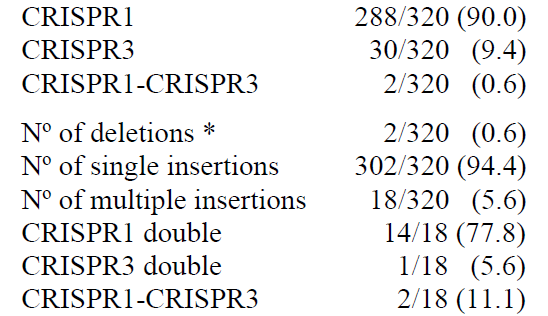 CRISPR1 288/320 (90.0)
CRISPR3 30/320 (9.4)
CRISPR1-CRISPR3 2/320 (0.6)
Nº of deletions * 2/320 (0.6)
Nº of single insertions 302/320 (94.4)
Nº of multiple insertions 18/320 (5.6)
CRISPR1 double 14/18 (77.8)
CRISPR3 double 1/18 (5.6)
CRISPR1-CRISPR3 2/18 (11.1)